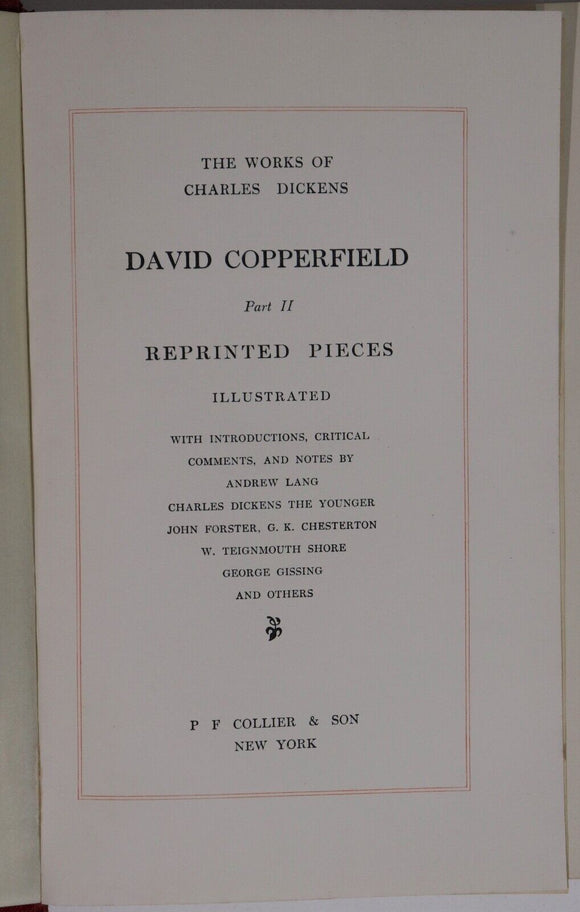 THE WORKS OF
CHARLES DICKENS
DAVID COPPERFIELD
Part II
REPRINTED PIECES
ILLUSTRATED
WITH INTRODUCTIONS, CRITICAL
COMMENTS, AND NOTES BY
ANDREW LANG
CHARLES DICKENS THE YOUNGER
JOHN FORSTER, G. K. CHESTERTON
W. TEIGNMOUTH SHORE
GEORGE GISSING
AND OTHERS
P F COLLIER & SON
NEW YORK